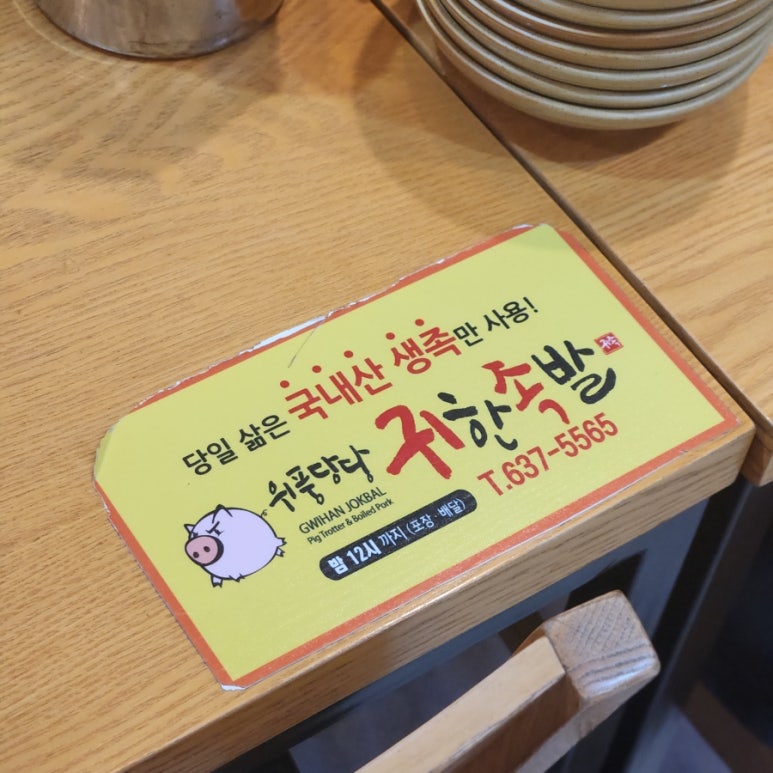 당일 삶은 국내산 생족만 사용!
위풍당당 귀한족발
GWIHAN JOKBAL
Pig Trotter & Boiled Pork
T.637-5565
밤 12시 까지 (포장·배달)